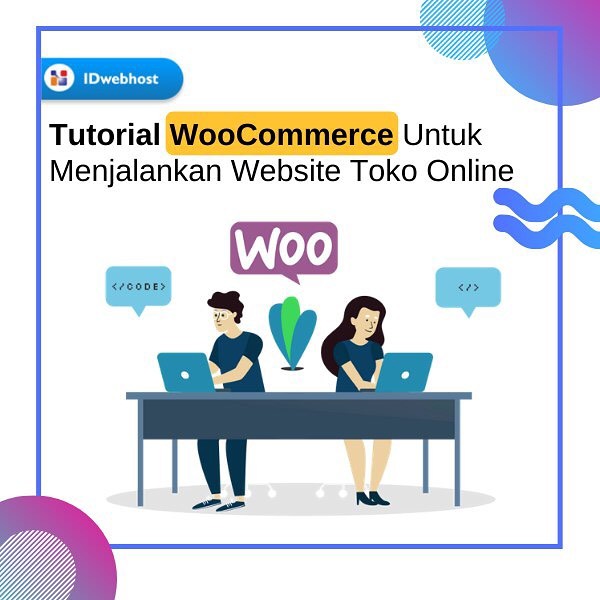 IDwebhost
Tutorial WooCommerce Untuk
Menjalankan Website Toko Online
WOO
</CODE>
</>